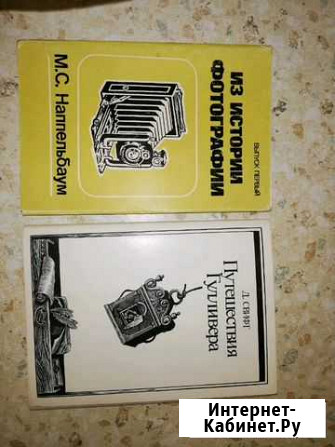 ВЫПУСК ПЕРВЫЙ
ИЗ ИСТОРИИ
ФОТОГРАФИИ
М.С. Наппельбаум
Д. СВИФТ
Путешествия
Гулливера
Интернет-
Кабинет.Ру